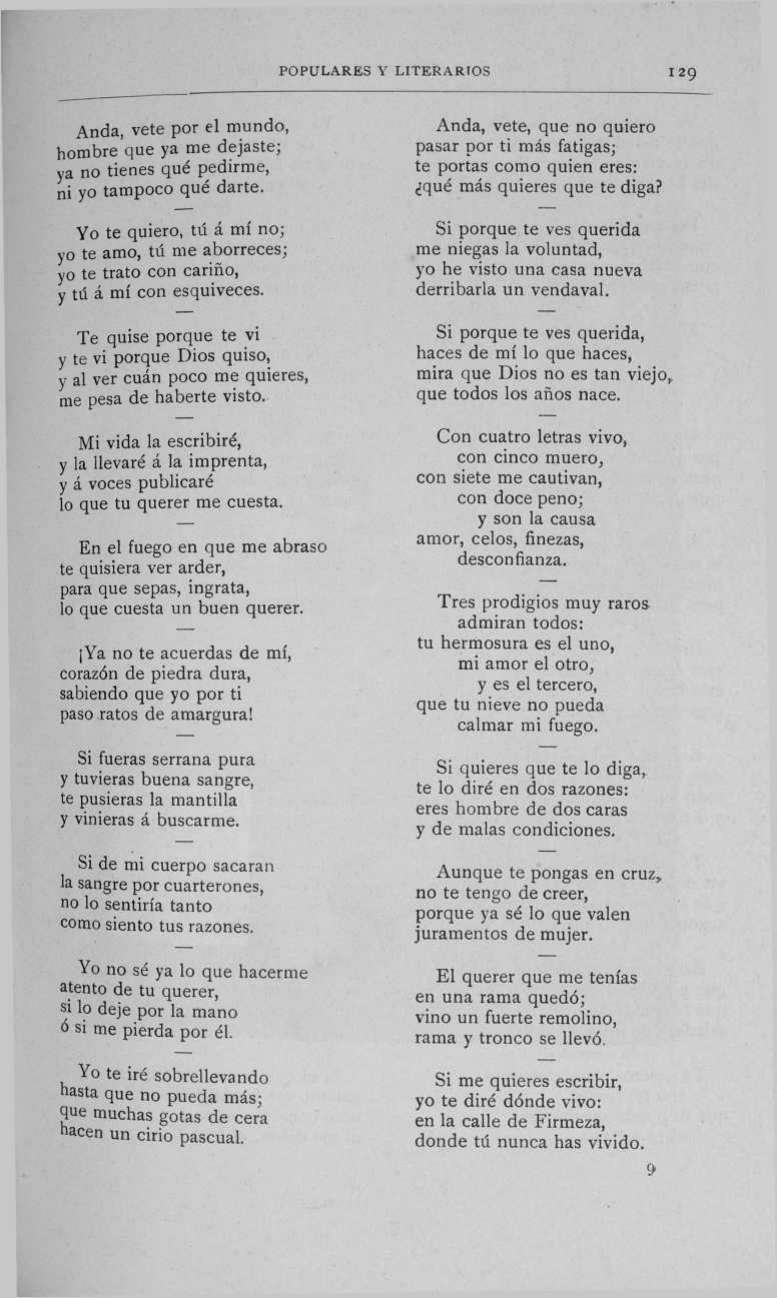 POPULARES Y LITERARIOS 129
Anda, vete por el mundo,
hombre que ya me dejaste;
ya no tienes qué pedirme,
ni yo tampoco qué darte.
—
Yo te quiero, tú á mí no;
yo te amo, tú me aborreces;
yo te trato con cariño,
y tú á mí con esquiveces.
—
Te quise porque te vi
y te vi porque Dios quiso,
y al ver cuán poco me quieres,
me pesa de haberte visto.
—
Mi vida la escribiré,
y la llevaré á la imprenta,
y á voces publicaré
lo que tu querer me cuesta.
—
En el fuego en que me abraso
te quisiera ver arder,
para que sepas, ingrata,
lo que cuesta un buen querer.
—
¡Ya no te acuerdas de mí,
corazón de piedra dura,
sabiendo que yo por ti
paso ratos de amargura!
—
Si fueras serrana pura
y tuvieras buena sangre,
te pusieras la mantilla
y vinieras á buscarme.
—
Si de mi cuerpo sacaran
la sangre por cuarterones,
no lo sentiría tanto
como siento tus razones.
—
Yo no sé ya lo que hacerme
atento de tu querer,
si lo deje por la mano
ó si me pierda por él.
—
Yo te iré sobrellevando
hasta que no pueda más;
que muchas gotas de cera
hacen un cirio pascual.
Anda, vete, que no quiero
pasar por ti más fatigas;
te portas como quien eres:
¿qué más quieres que te diga?
—
Si porque te ves querida
me niegas la voluntad,
yo he visto una casa nueva
derribarla un vendaval.
—
Si porque te ves querida,
haces de mí lo que haces,
mira que Dios no es tan viejo,
que todos los años nace.
—
Con cuatro letras vivo,
con cinco muero,
con siete me cautivan,
con doce peno;
y son la causa
amor, celos, finezas,
desconfianza.
—
Tres prodigios muy raros
admiran todos:
tu hermosura es el uno,
mi amor el otro,
y es el tercero,
que tu nieve no pueda
calmar mi fuego.
—
Si quieres que te lo diga,
te lo diré en dos razones:
eres hombre de dos caras
y de malas condiciones.
—
Aunque te pongas en cruz,
no te tengo de creer,
porque ya sé lo que valen
juramentos de mujer.
—
El querer que me tenías
en una rama quedó;
vino un fuerte remolino,
rama y tronco se llevó.
—
Si me quieres escribir,
yo te diré dónde vivo:
en la calle de Firmeza,
donde tú nunca has vivido.
9